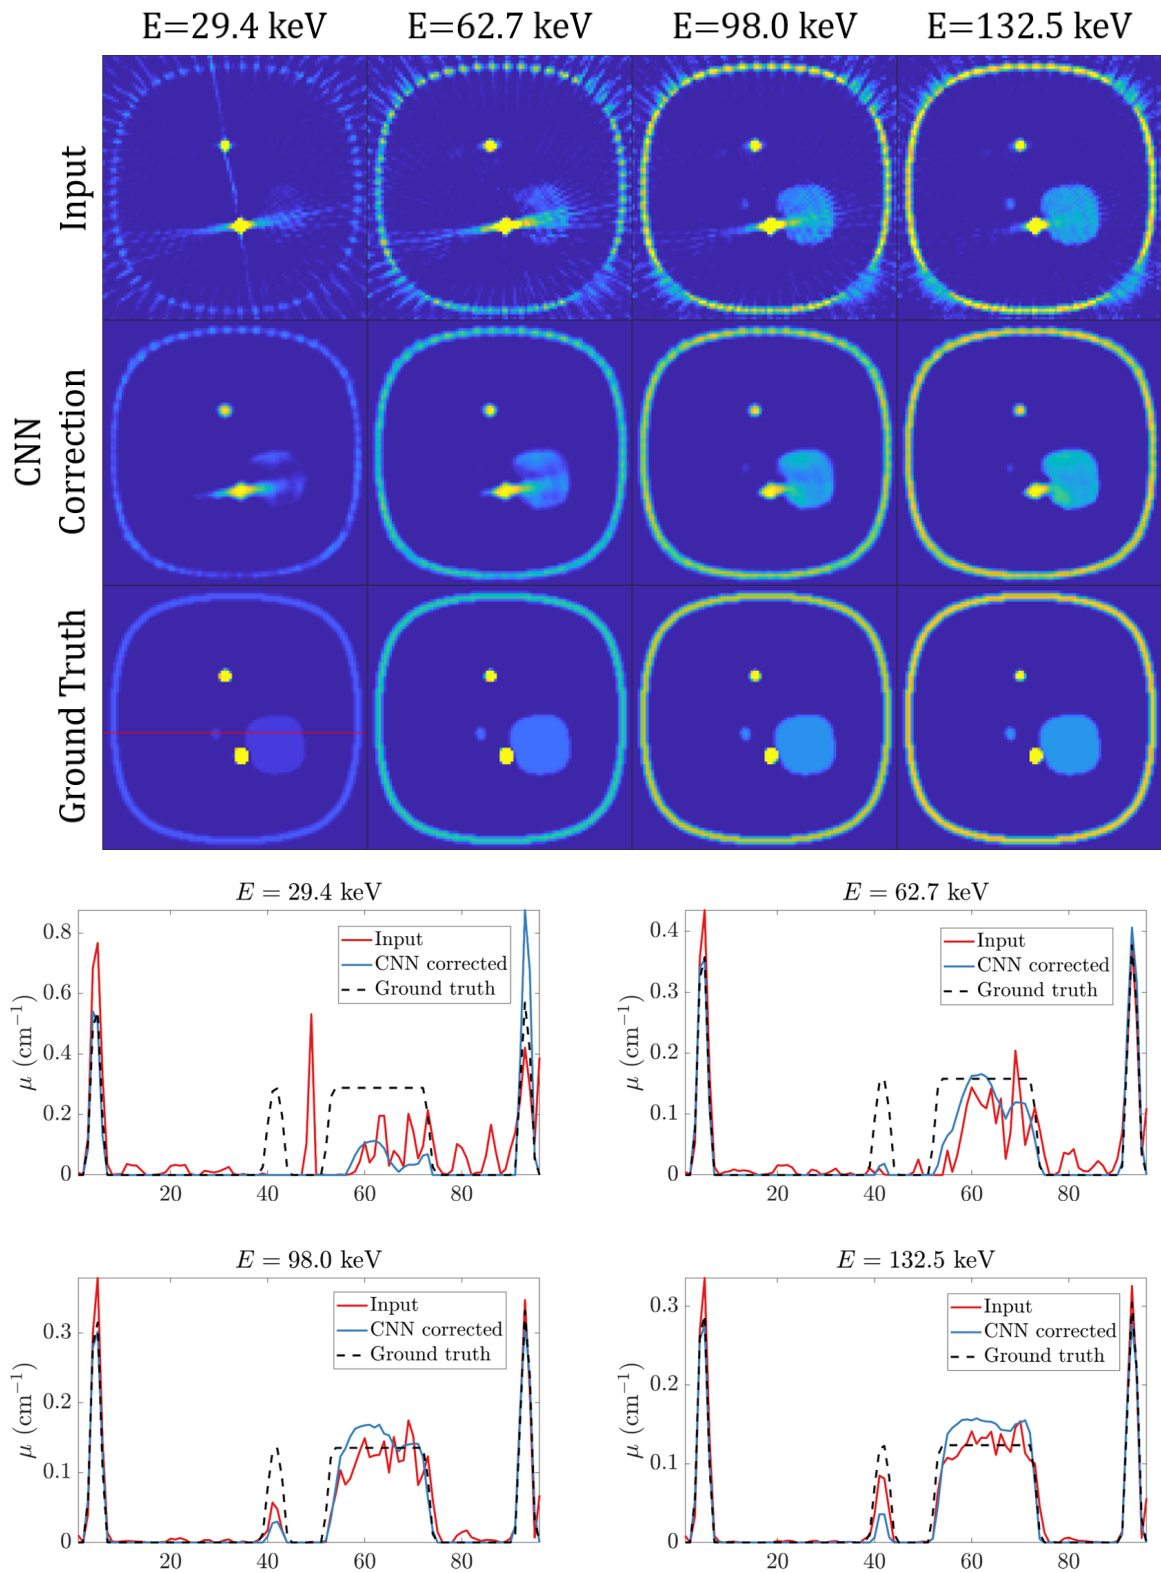 E=29.4 keV E=62.7 keV E=98.0 keV E=132.5 keV
Input
CNN
Correction
Ground Truth
E = 29.4 keV
0.8
0.6
0.4
0.2
0
μ (cm⁻¹)
Input
CNN corrected
Ground truth
20 40 60 80
E = 62.7 keV
0.4
0.3
0.2
0.1
0
μ (cm⁻¹)
Input
CNN corrected
Ground truth
20 40 60 80
E = 98.0 keV
0.3
0.2
0.1
0
μ (cm⁻¹)
Input
CNN corrected
Ground truth
20 40 60 80
E = 132.5 keV
0.3
0.2
0.1
0
μ (cm⁻¹)
Input
CNN corrected
Ground truth
20 40 60 80